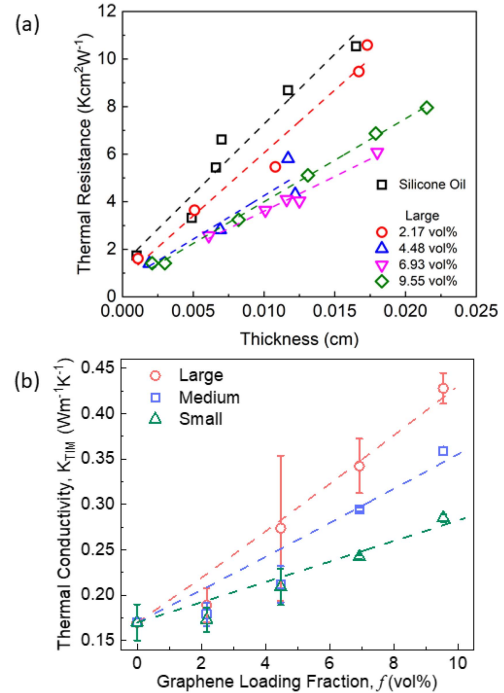 (a)
12
10
8
6
4
2
0
Thermal Resistance (Kcm²W⁻¹)
Silicone Oil
Large
2.17 vol%
4.48 vol%
6.93 vol%
9.55 vol%
0.000 0.005 0.010 0.015 0.020 0.025
Thickness (cm)
(b)
0.45
0.40
0.35
0.30
0.25
0.20
0.15
Thermal Conductivity, K_TIM (Wm⁻¹K⁻¹)
Large
Medium
Small
0 2 4 6 8 10
Graphene Loading Fraction, f (vol%)